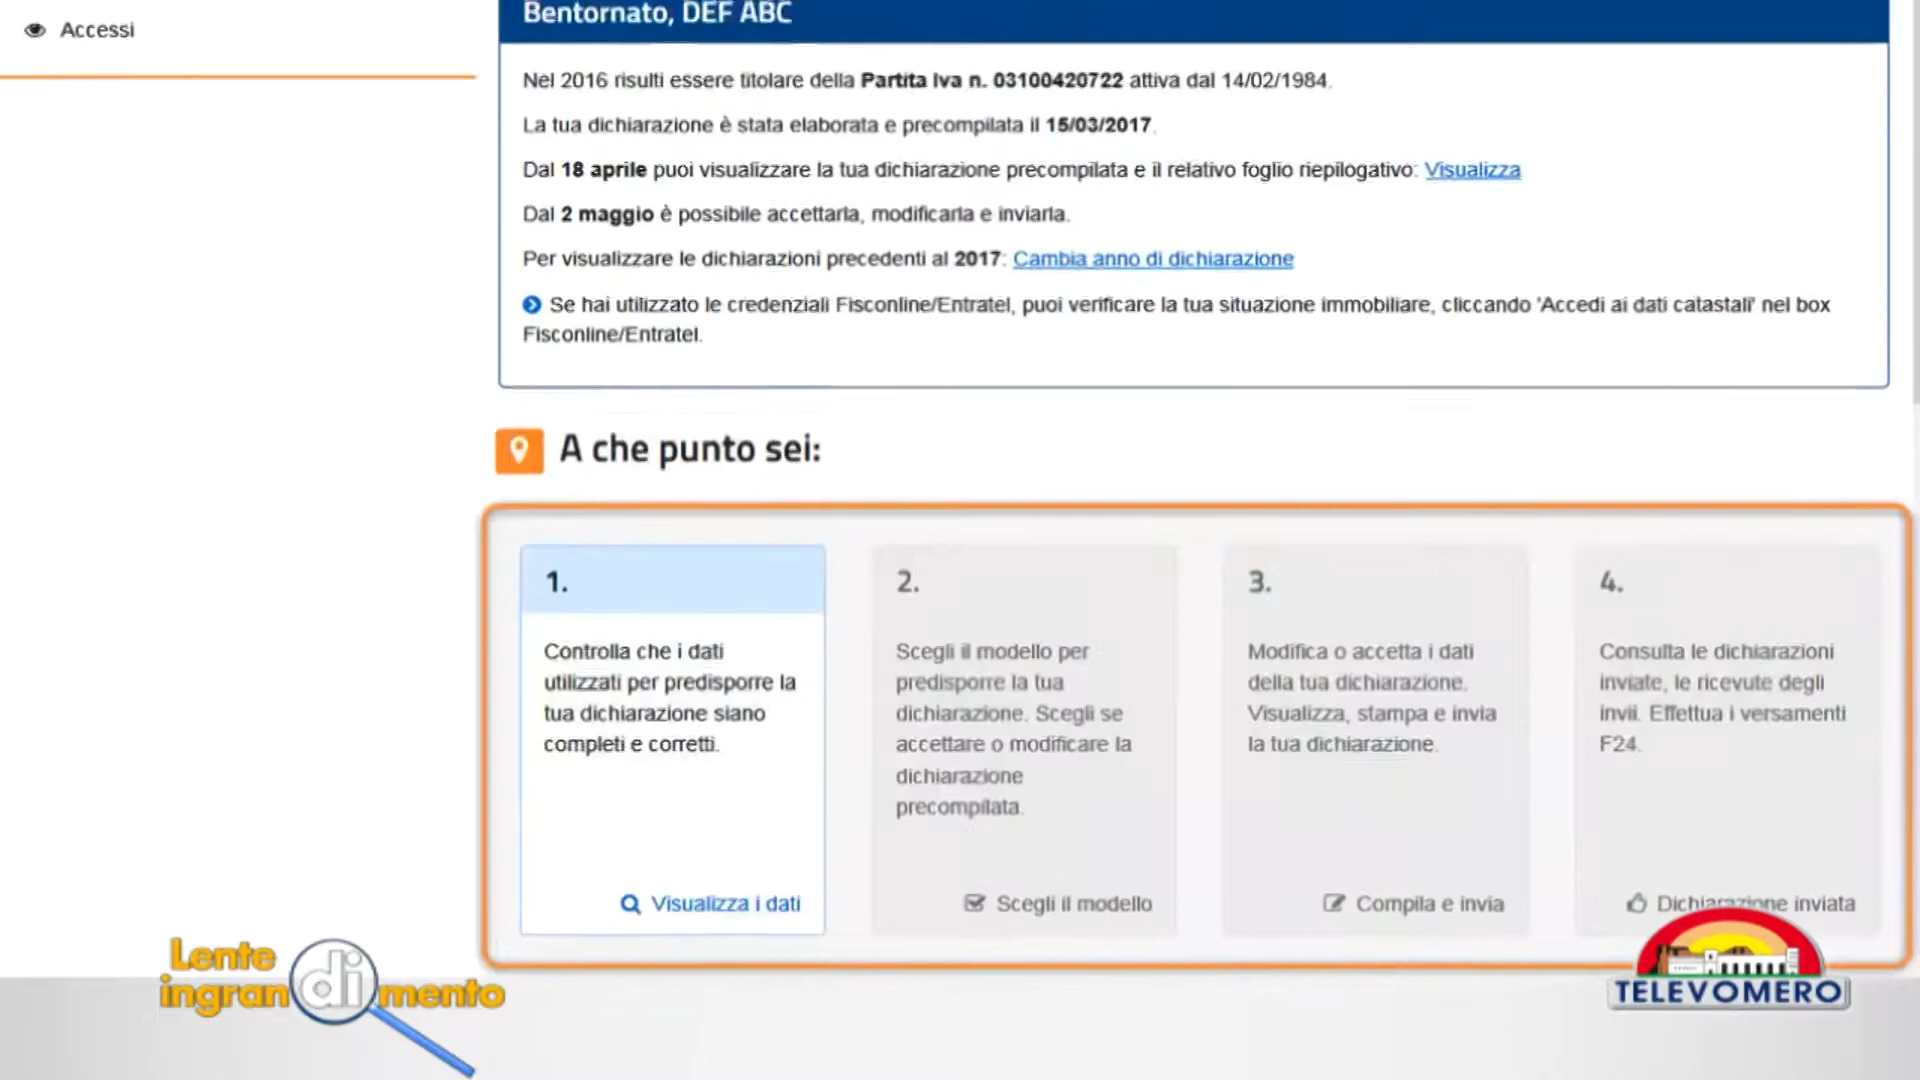 Accessi
Bentornato, DEF ABC
Nel 2016 risulti essere titolare della Partita Iva n. 03100420722 attiva dal 14/02/1984.
La tua dichiarazione è stata elaborata e precompilata il 15/03/2017.
Dal 18 aprile puoi visualizzare la tua dichiarazione precompilata e il relativo foglio riepilogativo: Visualizza
Dal 2 maggio è possibile accettarla, modificarla e inviarla.
Per visualizzare le dichiarazioni precedenti al 2017: Cambia anno di dichiarazione
Se hai utilizzato le credenziali Fisconline/Entratel, puoi verificare la tua situazione immobiliare, cliccando 'Accedi ai dati catastali' nel box
Fisconline/Entratel.
A che punto sei:
1.
Controlla che i dati
utilizzati per predisporre la
tua dichiarazione siano
completi e corretti.
Visualizza i dati
2.
Scegli il modello per
predisporre la tua
dichiarazione. Scegli se
accettare o modificare la
dichiarazione
precompilata.
Scegli il modello
3.
Modifica o accetta i dati
della tua dichiarazione.
Visualizza, stampa e invia
la tua dichiarazione.
Compila e invia
4.
Consulta le dichiarazioni
inviate, le ricevute degli
invii. Effettua i versamenti
F24.
Dichiarazione inviata
Lente
ingrandimento
TELEVOMERO